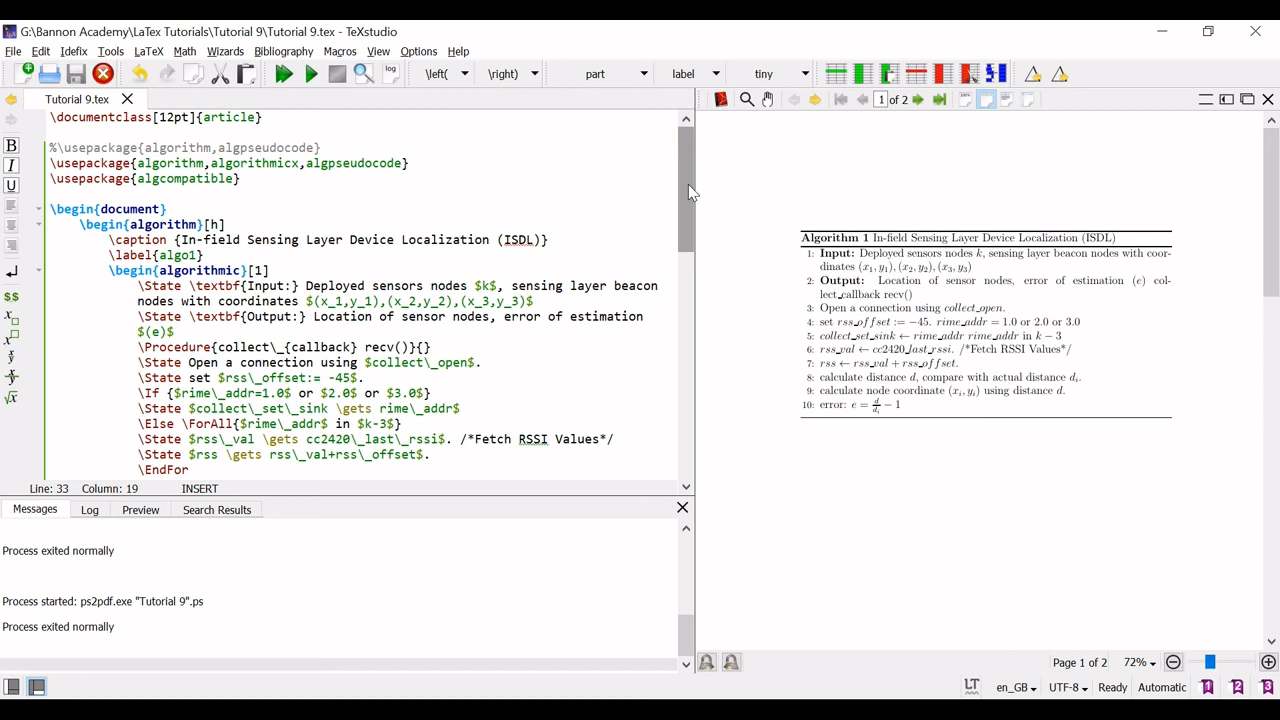 G:\Bannon Academy\LaTex Tutorials\Tutorial 9\Tutorial 9.tex - TeXstudio
File Edit Idefix Tools LaTeX Math Wizards Bibliography Macros View Options Help
log \left( \right) part label tiny
Tutorial 9.tex
1 of 2
\documentclass[12pt]{article}
%\usepackage{algorithm,algpseudocode}
\usepackage{algorithm,algorithmicx,algpseudocode}
\usepackage{algcompatible}
\begin{document}
\begin{algorithm}[h]
\caption {In-field Sensing Layer Device Localization (ISDL)}
\label{algo1}
\begin{algorithmic}[1]
\State \textbf{Input:} Deployed sensors nodes $k$, sensing layer beacon
nodes with coordinates $(x_1,y_1),(x_2,y_2),(x_3,y_3)$
\State \textbf{Output:} Location of sensor nodes, error of estimation
$(e)$
\Procedure{collect\_{callback} recv()}{}
\State Open a connection using $collect\_open$.
\State set $rss\_offset:= -45$.
\If {$rime\_addr=1.0$ or $2.0$ or $3.0$}
\State $collect\_set\_sink \gets rime\_addr$
\Else \ForAll{$rime\_addr$ in $k-3$}
\State $rss\_val \gets cc2420\_last\_rssi$. /*Fetch RSSI Values*/
\State $rss \gets rss\_val+rss\_offset$.
\EndFor
Line: 33 Column: 19 INSERT
Messages Log Preview Search Results
Process exited normally
Process started: ps2pdf.exe "Tutorial 9".ps
Process exited normally
Algorithm 1 In-field Sensing Layer Device Localization (ISDL)
1: Input: Deployed sensors nodes k, sensing layer beacon nodes with coor-
dinates (x₁, y₁), (x₂, y₂), (x₃, y₃)
2: Output: Location of sensor nodes, error of estimation (e) col-
lect_callback recv()
3: Open a connection using collect_open.
4: set rss_offset := −45. rime_addr = 1.0 or 2.0 or 3.0
5: collect_set_sink ← rime_addr rime_addr in k − 3
6: rss_val ← cc2420_last_rssi. /*Fetch RSSI Values*/
7: rss ← rss_val + rss_offset.
8: calculate distance d, compare with actual distance dᵢ.
9: calculate node coordinate (xᵢ, yᵢ) using distance d.
10: error: e = d/dᵢ − 1
Page 1 of 2 72%
LT en_GB UTF-8 Ready Automatic 1 2 3